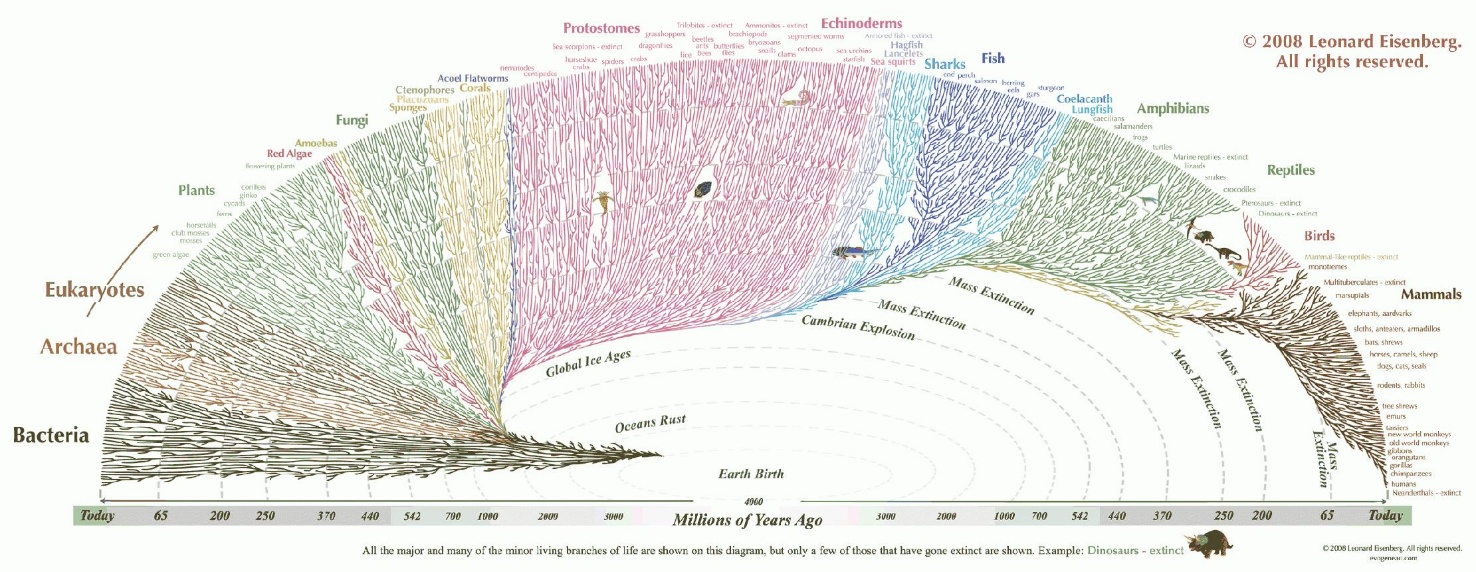 Protostomes
Echinoderms
© 2008 Leonard Eisenberg.
All rights reserved.
Trilobites - extinct
Ammonites - extinct
grasshoppers
beetles
brachiopods
segmented worms
Armored fish - extinct
Sea scorpions - extinct
dragonflies
ants
butterflies
bryozoans
octopus
Hagfish
lice
bees
flies
snails
clams
sea urchins
Lancelets
horseshoe
crabs
spiders
crabs
starfish
Sea squirts
Sharks
Fish
nematodes
centipedes
cod
perch
salmon
herring
eels
gars
sturgeon
Acoel Flatworms
Ctenophores
Corals
Placozoans
Sponges
Coelacanth
Lungfish
Amphibians
caecilians
salamanders
frogs
Fungi
Amoebas
Red Algae
turtles
Marine reptiles - extinct
lizards
snakes
crocodiles
Reptiles
flowering plants
Plants
conifers
ginko
cycads
ferns
horsetails
club mosses
mosses
green algae
Pterosaurs - extinct
Dinosaurs - extinct
Birds
Mammal-like reptiles - extinct
monotremes
Multituberculates - extinct
marsupials
Mammals
elephants, aardvarks
sloths, anteaters, armadillos
bats, shrews
horses, camels, sheep
dogs, cats, seals
rodents, rabbits
tree shrews
lemurs
tarsiers
new world monkeys
old world monkeys
gibbons
orangutans
gorillas
chimpanzees
humans
Neanderthals - extinct
Eukaryotes
Archaea
Bacteria
Mass Extinction
Mass Extinction
Cambrian Explosion
Global Ice Ages
Mass Extinction
Mass Extinction
Mass Extinction
Oceans Rust
Earth Birth
4900
Today 65 200 250 370 440 542 700 1000 2000 3000 Millions of Years Ago 3000 2000 1000 700 542 440 370 250 200 65 Today
All the major and many of the minor living branches of life are shown on this diagram, but only a few of those that have gone extinct are shown. Example: Dinosaurs - extinct
© 2008 Leonard Eisenberg. All rights reserved.
evogeneao.com